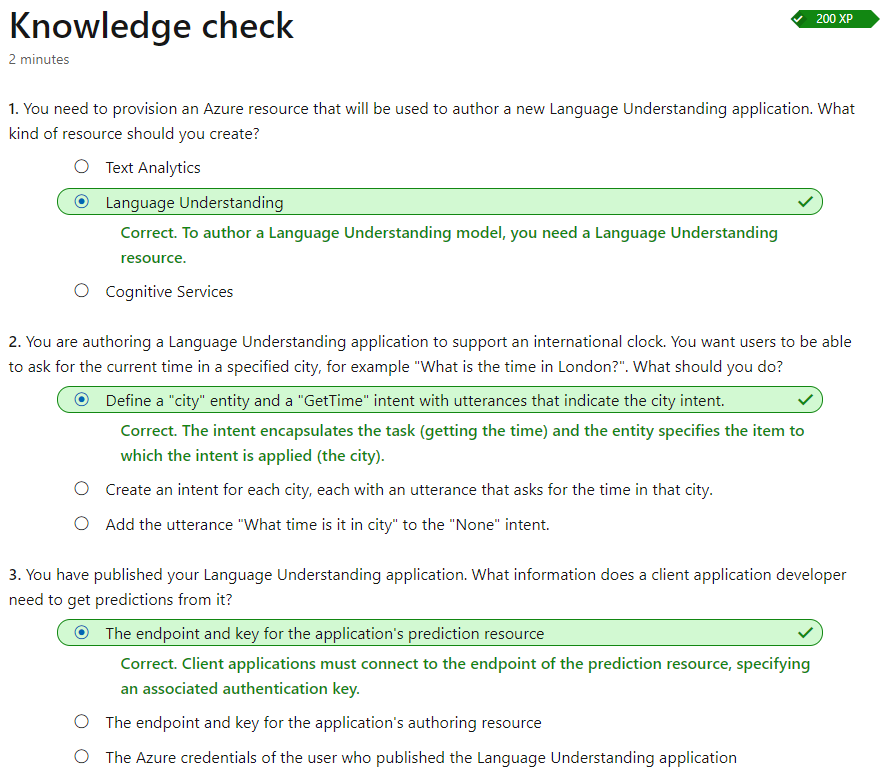 Knowledge check
200 XP
2 minutes
1. You need to provision an Azure resource that will be used to author a new Language Understanding application. What
kind of resource should you create?
Text Analytics
Language Understanding
Correct. To author a Language Understanding model, you need a Language Understanding
resource.
Cognitive Services
2. You are authoring a Language Understanding application to support an international clock. You want users to be able
to ask for the current time in a specified city, for example "What is the time in London?". What should you do?
Define a "city" entity and a "GetTime" intent with utterances that indicate the city intent.
Correct. The intent encapsulates the task (getting the time) and the entity specifies the item to
which the intent is applied (the city).
Create an intent for each city, each with an utterance that asks for the time in that city.
Add the utterance "What time is it in city" to the "None" intent.
3. You have published your Language Understanding application. What information does a client application developer
need to get predictions from it?
The endpoint and key for the application's prediction resource
Correct. Client applications must connect to the endpoint of the prediction resource, specifying
an associated authentication key.
The endpoint and key for the application's authoring resource
The Azure credentials of the user who published the Language Understanding application